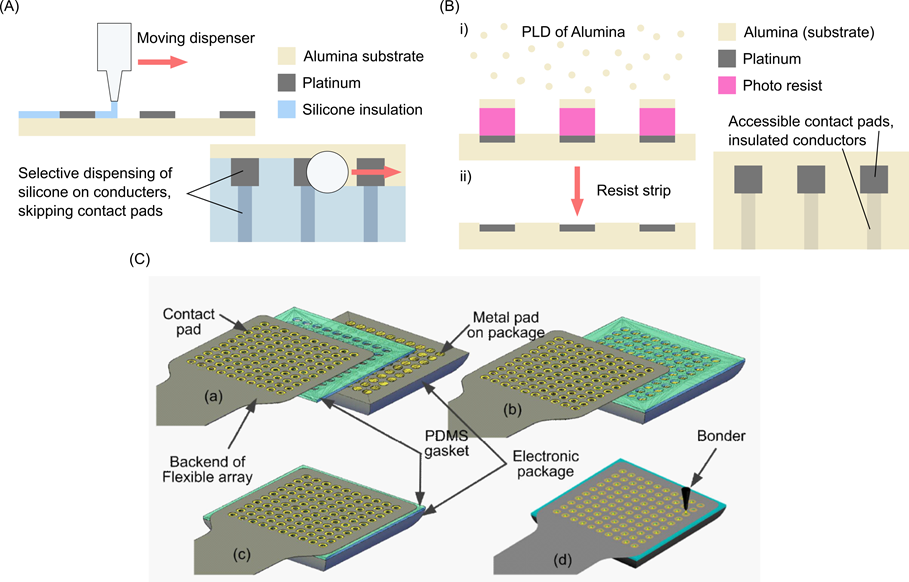 (A)
Moving dispenser
Alumina substrate
Platinum
Silicone insulation
Selective dispensing of
silicone on conducters,
skipping contact pads
(B)
i)
PLD of Alumina
Alumina (substrate)
Platinum
Photo resist
Accessible contact pads,
insulated conductors
ii)
Resist strip
(C)
Contact
pad
Metal pad
on package
(a)
(b)
Backend of
Flexible array
PDMS
gasket
Electronic
package
Bonder
(c)
(d)